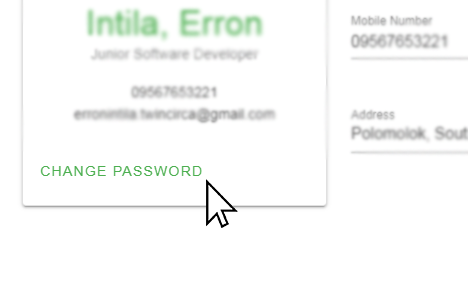 Intila, Erron
Junior Software Developer
09567653221
erronintila.twincirca@gmail.com
CHANGE PASSWORD
Mobile Number
09567653221
Address
Polomolok,